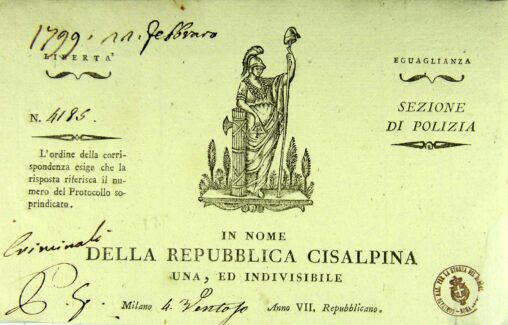 1799. 22 febbraro
LIBERTA'
EGUAGLIANZA
N. 4185.
SEZIONE
DI POLIZIA
L'ordine della corri-
spondenza esige che la
risposta riferisca il nu-
mero del Protocollo so-
prindicato.
IN NOME
Criminali
DELLA REPUBBLICA CISALPINA
UNA, ED INDIVISIBILE
Milano 4. Ventoso Anno VII. Repubblicano.